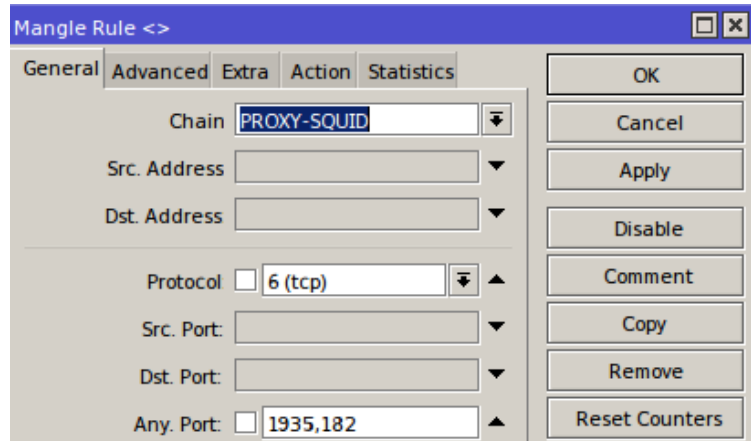 Mangle Rule <>
General Advanced Extra Action Statistics
OK
Chain PROXY-SQUID
Cancel
Src. Address
Apply
Dst. Address
Disable
Protocol 6 (tcp)
Comment
Src. Port:
Copy
Dst. Port:
Remove
Any. Port: 1935,182
Reset Counters